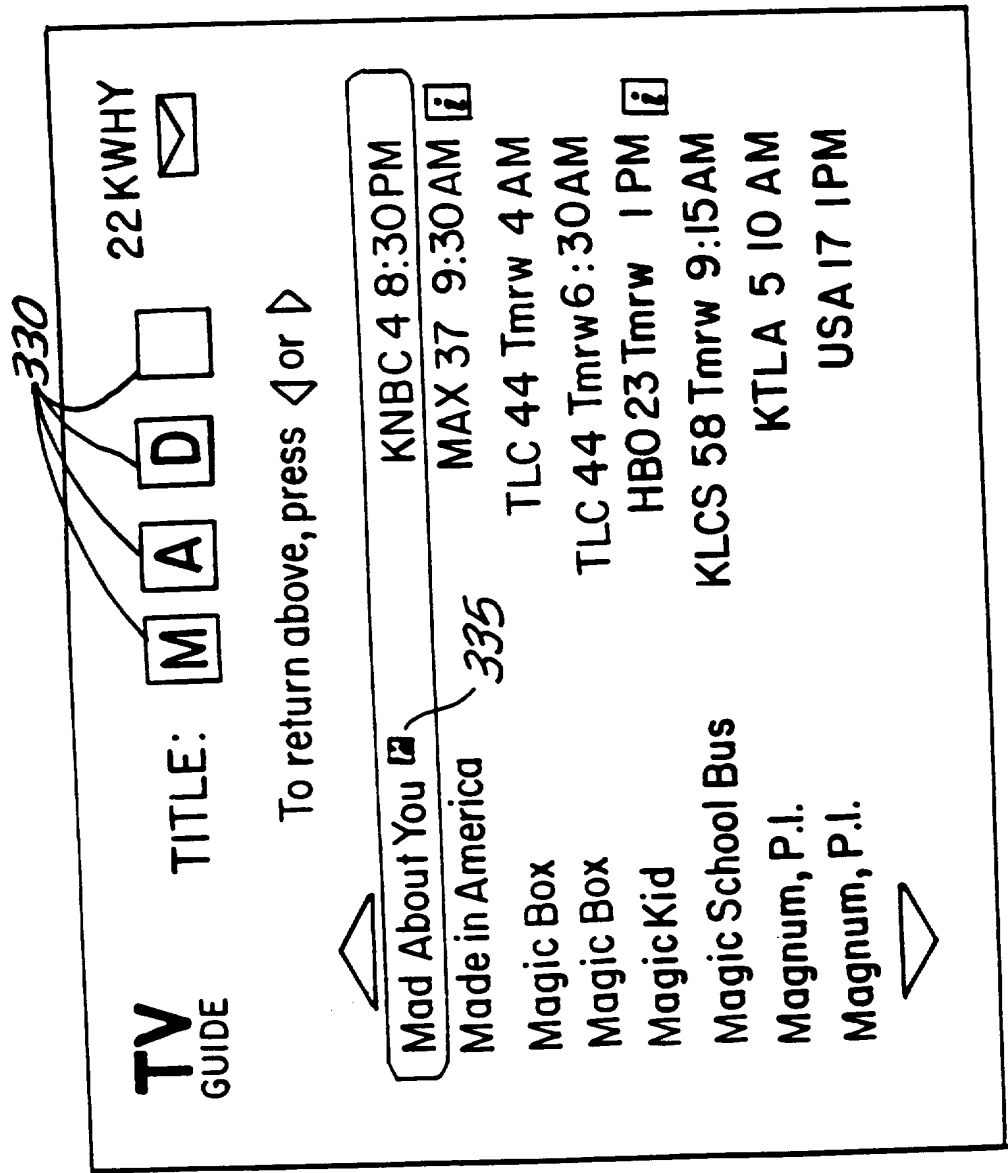 330
TV GUIDE TITLE: M A D 22 KWHY
To return above, press ◁ or ▷
Mad About You KNBC 4 8:30PM
335
Made in America MAX 37 9:30AM i
Magic Box TLC 44 Tmrw 4 AM
Magic Box TLC 44 Tmrw 6:30AM
Magic Kid HBO 23 Tmrw 1 PM i
Magic School Bus KLCS 58 Tmrw 9:15AM
Magnum, P.I. KTLA 5 10 AM
Magnum, P.I. USA 17 1PM